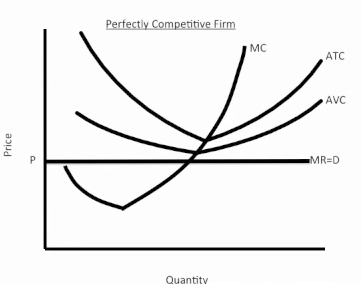 Perfectly Competitive Firm
MC
ATC
AVC
Price
P
MR=D
Quantity